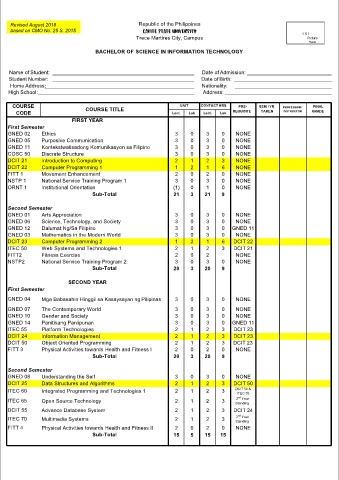 Revised August 2018
based on CMO No. 25 S. 2015
Republic of the Philippines
CAVITE STATE UNIVERSITY
Trece Martires City, Campus
1 X 1
Picture
Here
BACHELOR OF SCIENCE IN INFORMATION TECHNOLOGY
Name of Student: Date of Admission:
Student Number: Date of Birth:
Home Address: Nationality:
High School: Address:
COURSE CODE COURSE TITLE UNIT CONTACT HRS PRE-REQUISITE SEM / YR TAKEN PROFESSOR/ INSTRUCTOR FINAL GRADE
Lect. Lab Lect. Lab
FIRST YEAR
First Semester
GNED 02 Ethics 3 0 3 0 NONE
GNED 05 Purposive Communication 3 0 3 0 NONE
GNED 11 Kontekstwalisadong Komunikasyon sa Filipino 3 0 3 0 NONE
COSC 50 Discrete Structure 3 0 3 0 NONE
DCIT 21 Introduction to Computing 2 1 2 3 NONE
DCIT 22 Computer Programming 1 1 2 1 6 NONE
FITT 1 Movement Enhancement 2 0 2 0 NONE
NSTP 1 National Service Training Program 1 3 0 3 0 NONE
ORNT 1 Institutional Orientation (1) 0 1 0 NONE
Sub-Total 21 3 21 9
Second Semester
GNED 01 Arts Appreciation 3 0 3 0 NONE
GNED 06 Science, Technology, and Society 3 0 3 0 NONE
GNED 12 Dalumat Ng/Sa Filipino 3 0 3 0 GNED 11
GNED 03 Mathematics in the Modern World 3 0 3 0 NONE
DCIT 23 Computer Programming 2 1 2 1 6 DCIT 22
ITEC 50 Web Systems and Technologies 1 2 1 2 3 DCIT 21
FITT2 Fitness Exercise 2 0 2 NONE
NSTP2 National Service Training Program 2 3 0 3 0 NONE
Sub-Total 20 3 20 9
SECOND YEAR
First Semester
GNED 04 Mga Babasahin Hinggil sa Kasaysayan ng Pilipinas 3 0 3 0 NONE
GNED 07 The Contemporary World 3 0 3 0 NONE
GNED 10 Gender and Society 3 0 3 0 NONE
GNED 14 Panitikang Panlipunan 3 0 3 0 GNED 11
ITEC 55 Platform Technologies 2 1 2 3 DCIT 23
DCIT 24 Information Management 2 1 2 3 DCIT 23
DCIT 50 Object Oriented Programming 2 1 2 3 DCIT 23
FITT 3 Physical Activities towards Health and Fitness I 2 0 2 0 NONE
Sub-Total 20 3 20 9
Second Semester
GNED 08 Understanding the Self 3 0 3 0 NONE
DCIT 25 Data Structures and Algorithms 2 1 2 3 DCIT 50
ITEC 60 Integrated Programming and Technologies 1 2 1 2 3
ITEC 65 Open Source Technology 2 1 2 3 2nd Year Standing
DCIT 55 Advance Database System 2 1 2 3 DCIT 24
ITEC 70 Multimedia Systems 2 1 2 3 2nd Year Standing
FITT 4 Physical Activities towards Health and Fitness II 2 0 2 0 NONE
Sub-Total 15 5 15 15